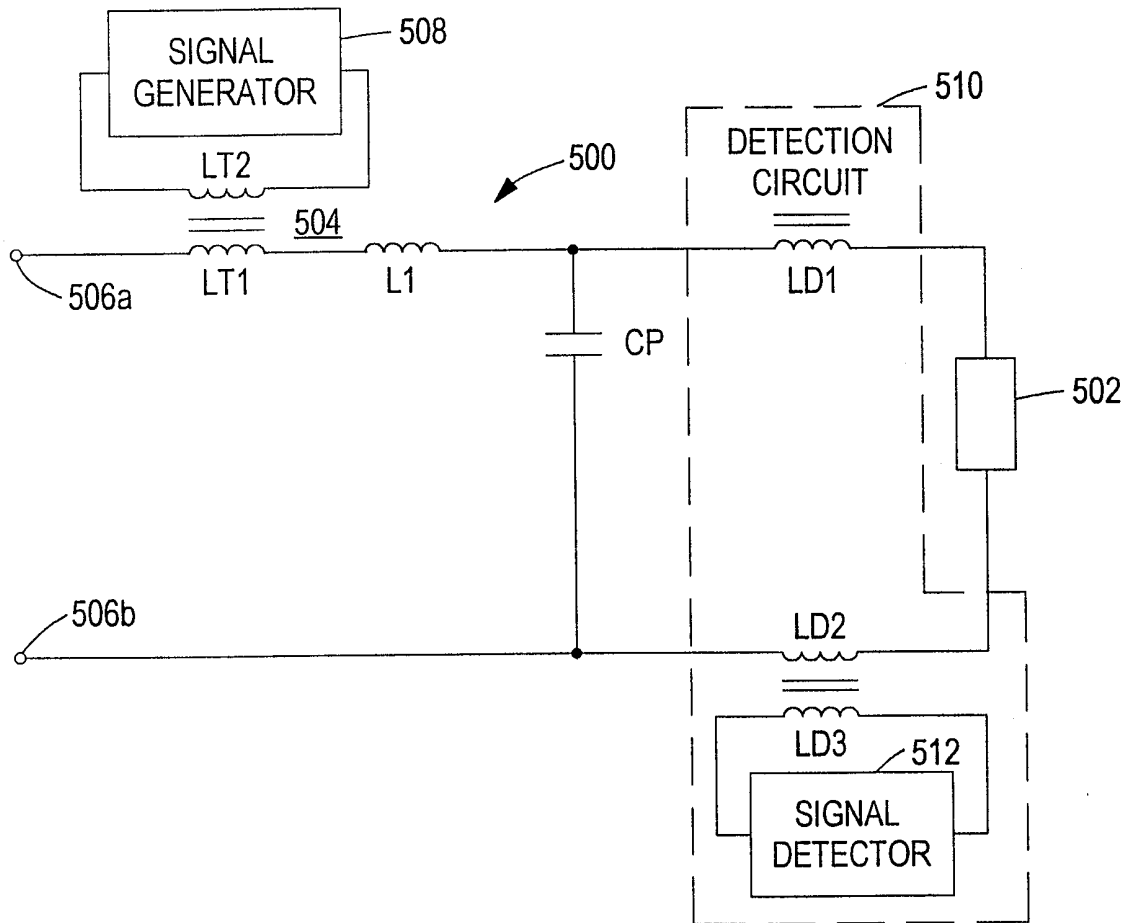 508
SIGNAL
GENERATOR
510
LT2
500
DETECTION
CIRCUIT
504
506a
LT1
L1
LD1
CP
502
506b
LD2
LD3
512
SIGNAL
DETECTOR